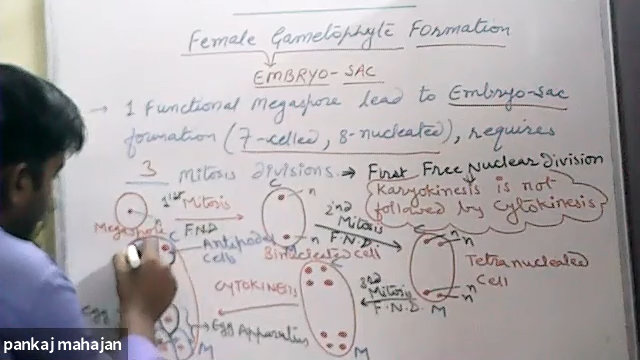 Female Gametophyte Formation
EMBRYO-SAC
→ 1 Functional Megaspore lead to Embryo-sac
formation (7-celled, 8-nucleated), requires
3 Mitosis divisions → First Free Nuclear Division
Karyokinesis is not
followed by Cytokinesis
1st Mitosis
F.N.D
n
Megaspore
C
n
n
Binucleated Cell
2nd
Mitosis
F.N.D.
C
n
n
n
n
M
Tetranucleated
Cell
3rd
Mitosis
F.N.D.
C
M
CYTOKINESIS
C
Antipodal
Cells
Egg
Egg Apparatus
M
pankaj mahajan